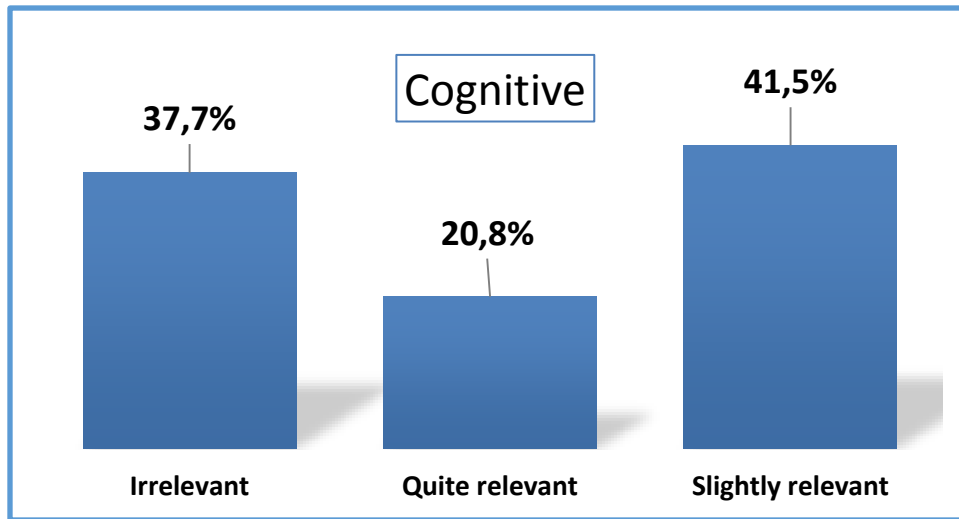 Cognitive
37,7%
20,8%
41,5%
Irrelevant
Quite relevant
Slightly relevant